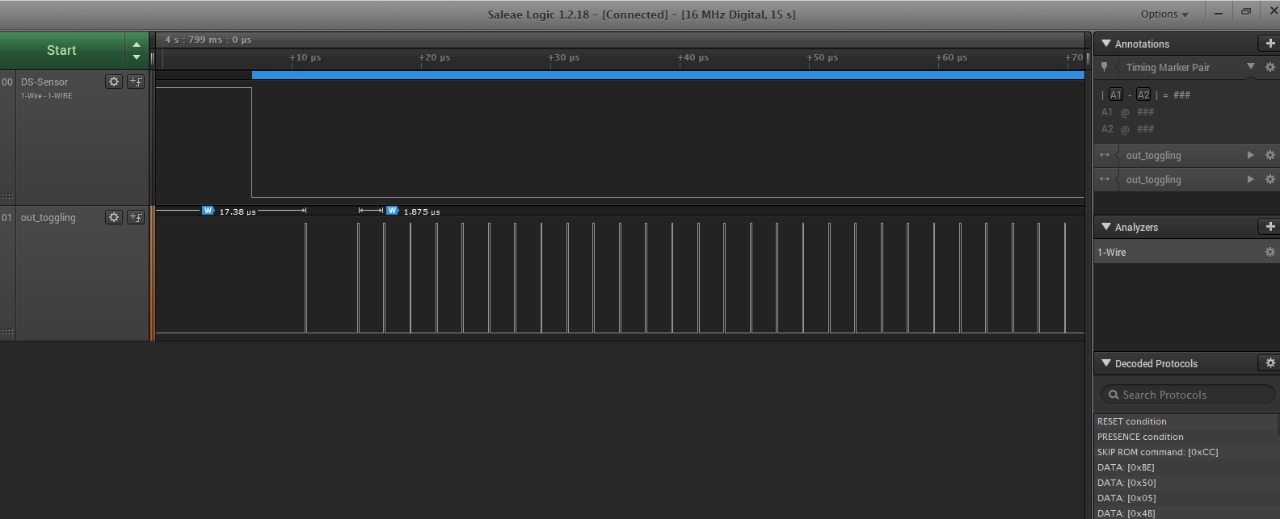 Saleae Logic 1.2.18 - [Connected] - [16 MHz Digital, 15 s]
Options
Start
4 s : 799 ms : 0 µs
+10 µs +20 µs +30 µs +40 µs +50 µs +60 µs +70
00 DS-Sensor
1-Wire - 1-WIRE
W 17.38 µs W 1.875 µs
01 out_toggling
Annotations
Timing Marker Pair
| A1 - A2 | = ###
A1 @ ###
A2 @ ###
out_toggling
out_toggling
Analyzers
1-Wire
Decoded Protocols
Search Protocols
RESET condition
PRESENCE condition
SKIP ROM command: [0xCC]
DATA: [0xBE]
DATA: [0x50]
DATA: [0x05]
DATA: [0x4B]